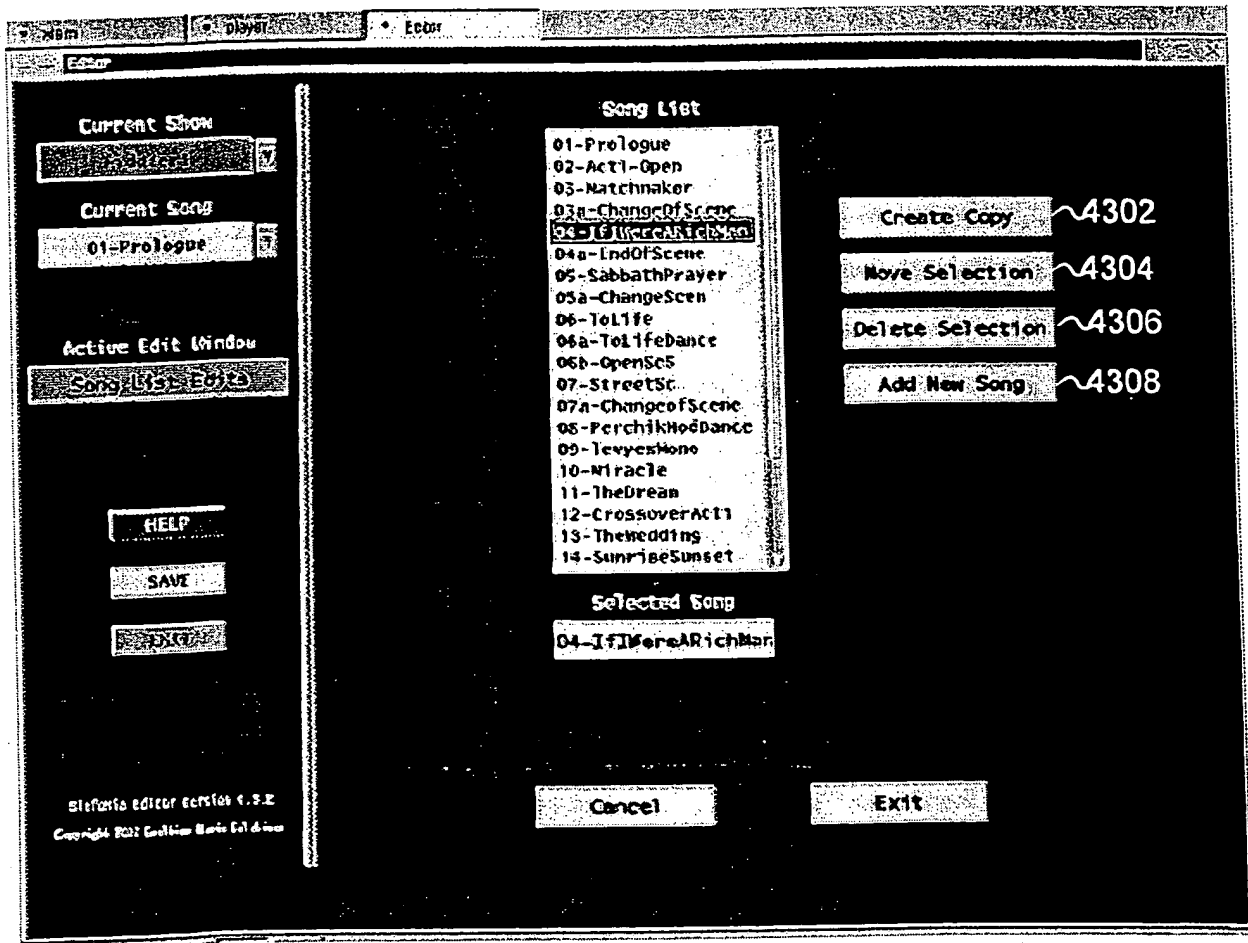 player
Editor
Editor
Current Show
Current Song
01-Prologue
Active Edit Window
Song List Edits
HELP
SAVE
EXIT
Song List
01-Prologue
02-Act1-Open
03-Matchmaker
03a-ChangeOfScene
04-IfIWereARichMan
04a-EndOfScene
05-SabbathPrayer
05a-ChangeScen
06-ToLife
06a-ToLifeDance
06b-OpenSc5
07-StreetSc
07a-ChangeofScene
08-PerchikHodDance
09-TevyesMono
10-Miracle
11-TheDream
12-CrossoverAct1
13-TheWedding
14-SunriseSunset
Selected Song
04-IfIWereARichMan
Cancel
Exit
Create Copy 4302
Move Selection 4304
Delete Selection 4306
Add New Song 4308
editor version
Copyright